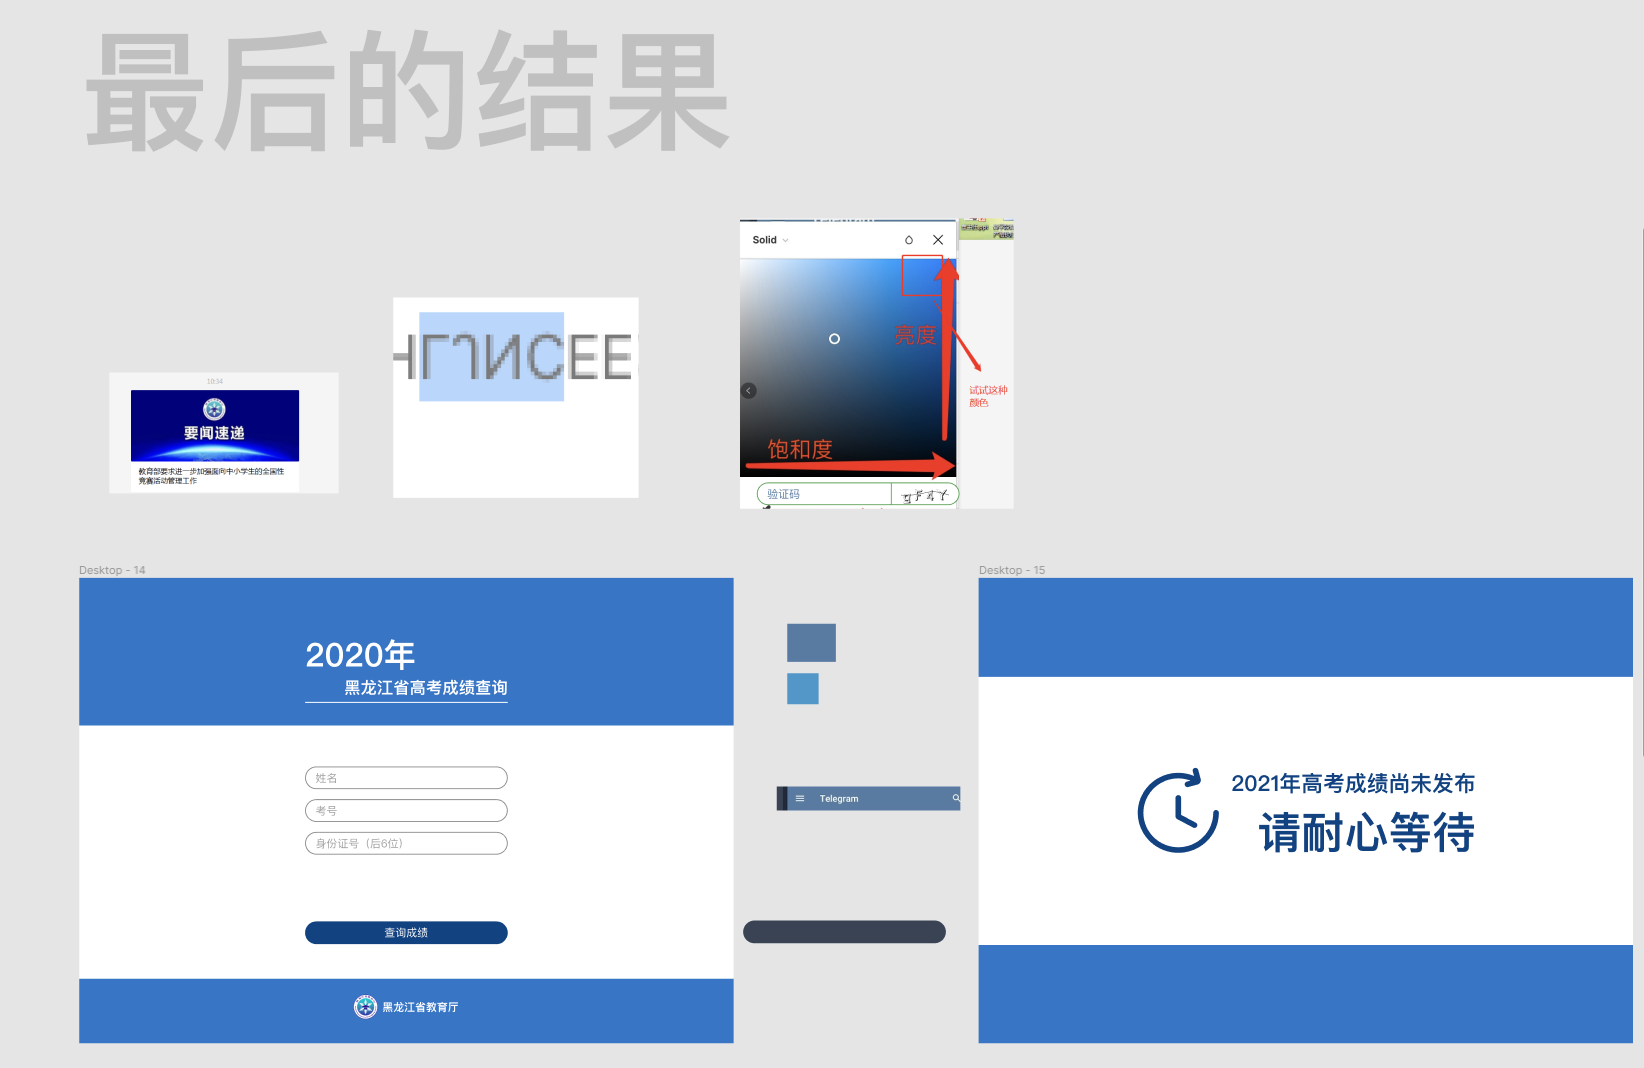 最后的结果
10:34
要闻速递
教育部要求进一步加强面向中小学生的全国性
竞赛活动管理工作
Solid
亮度
试试这种
颜色
饱和度
验证码
Desktop - 14
2020年
黑龙江省高考成绩查询
姓名
考号
身份证号（后6位）
查询成绩
黑龙江省教育厅
Telegram
Desktop - 15
2021年高考成绩尚未发布
请耐心等待